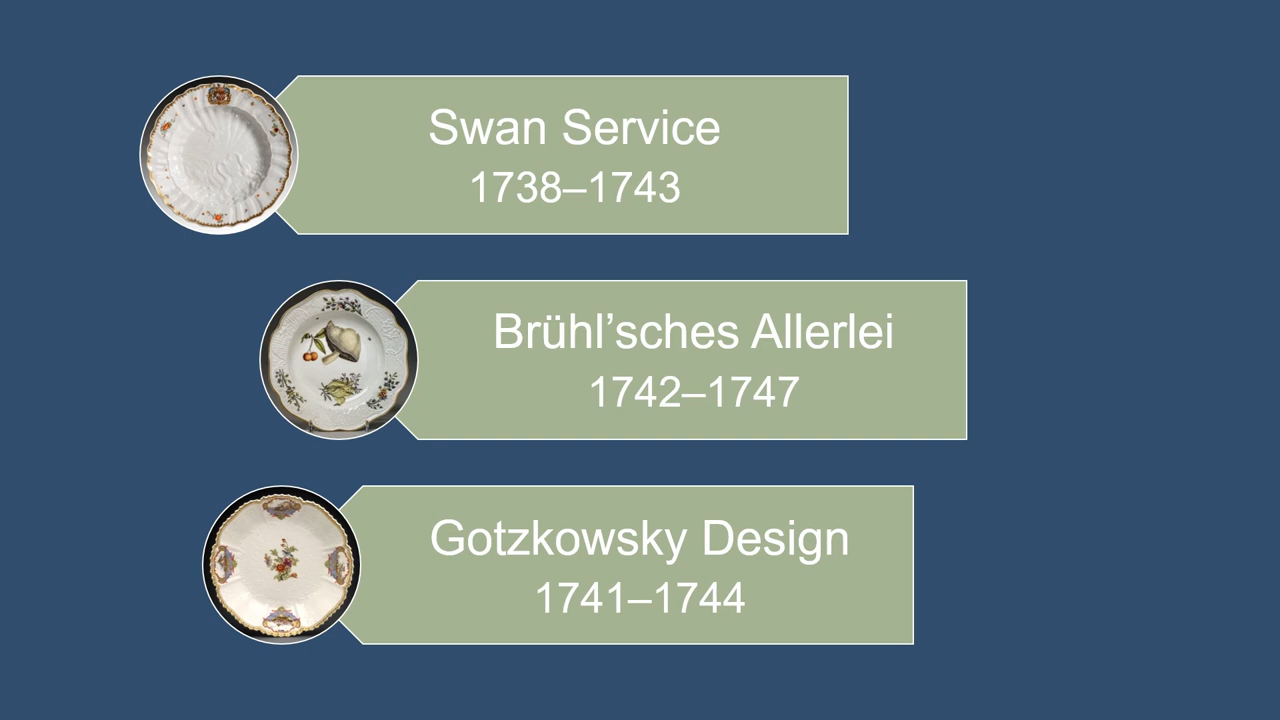 Swan Service
1738–1743
Brühl’sches Allerlei
1742–1747
Gotzkowsky Design
1741–1744